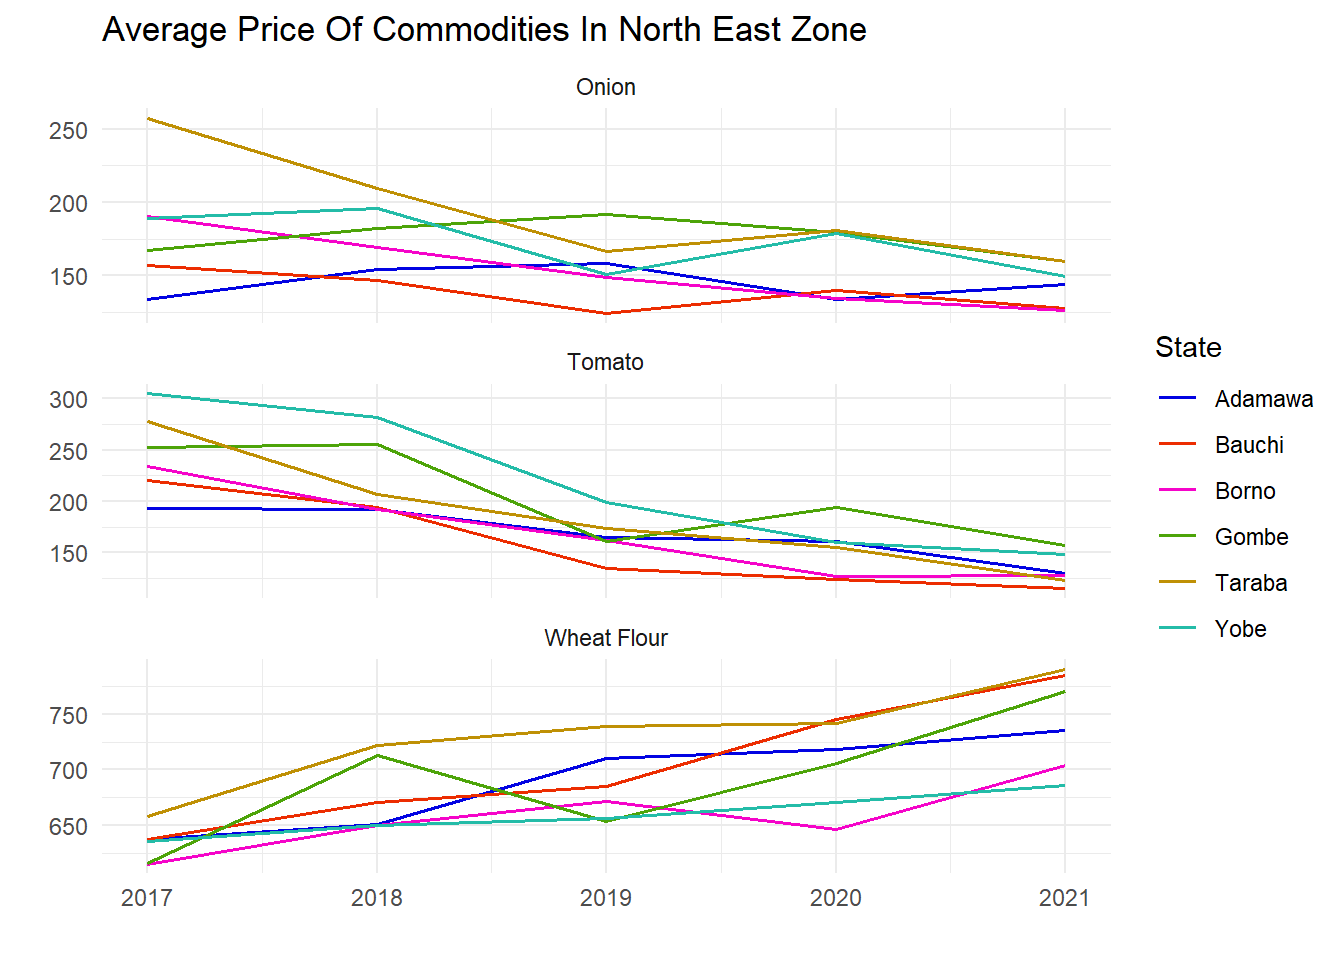 Average Price Of Commodities In North East Zone
Onion
250
200
150
Tomato
300
250
200
150
Wheat Flour
750
700
650
2017 2018 2019 2020 2021
State
Adamawa
Bauchi
Borno
Gombe
Taraba
Yobe